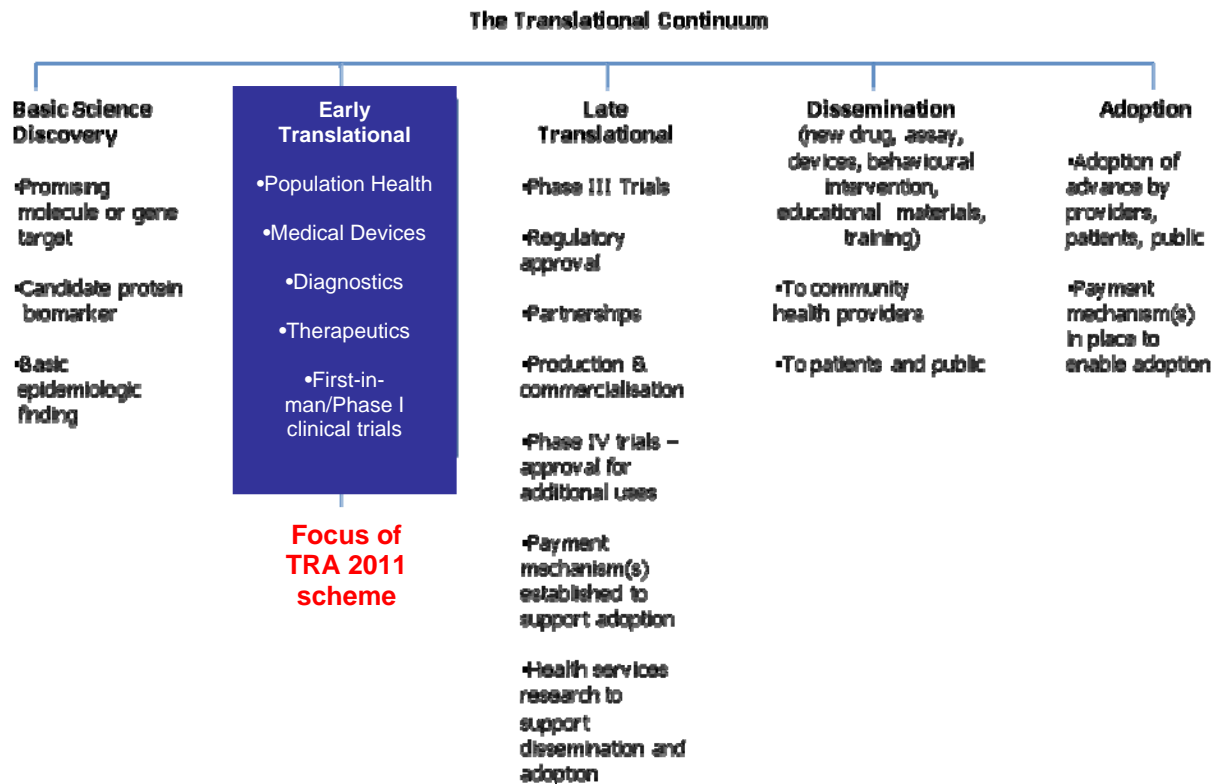 The Translational Continuum
Basic Science
Discovery
•Promising
molecule or gene
target
•Candidate protein
biomarker
•Basic
epidemiologic
finding
Early
Translational
•Population Health
•Medical Devices
•Diagnostics
•Therapeutics
•First-in-
man/Phase I
clinical trials
Focus of
TRA 2011
scheme
Late
Translational
•Phase III Trials
•Regulatory
approval
•Partnerships
•Production &
commercialisation
•Phase IV trials –
approval for
additional uses
•Payment
mechanism(s)
established to
support adoption
•Health services
research to
support
dissemination and
adoption
Dissemination
(new drug, assay,
devices, behavioural
intervention,
educational materials,
training)
•To community
health providers
•To patients and public
Adoption
•Adoption of
advance by
providers,
patients, public
•Payment
mechanism(s)
in place to
enable adoption